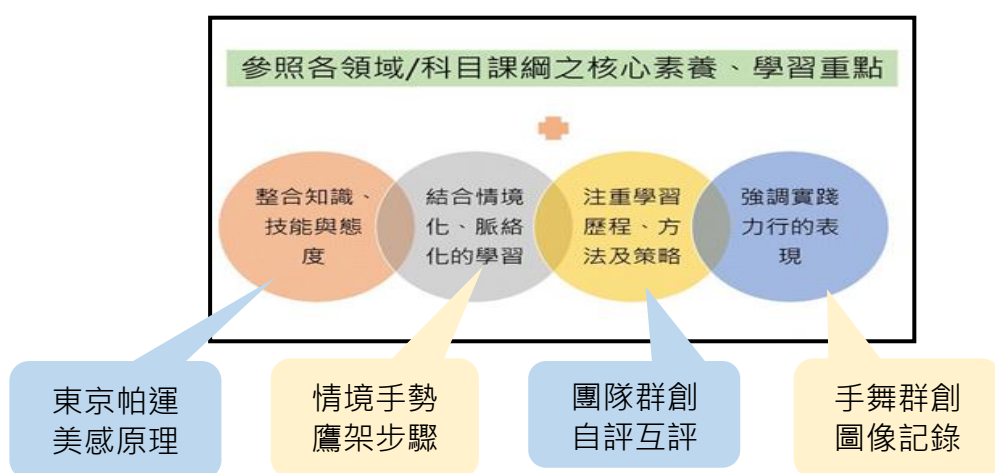 參照各領域/科目課綱之核心素養、學習重點
整合知識、
技能與態
度
結合情境
化、脈絡
化的學習
注重學習
歷程、方
法及策略
強調實踐
力行的表
現
東京帕運
美感原理
情境手勢
鷹架步驟
團隊群創
自評互評
手舞群創
圖像記錄